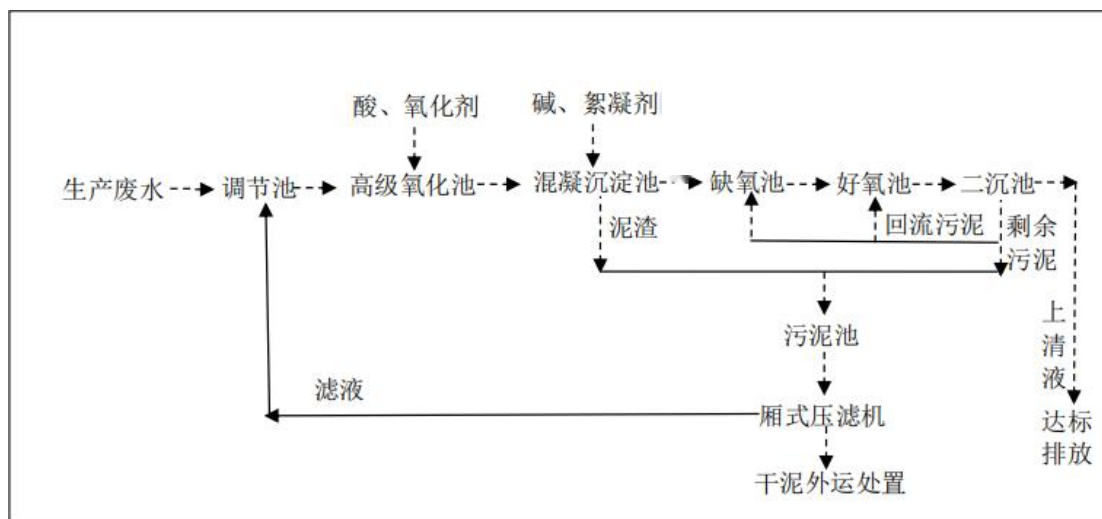 酸、氧化剂
碱、絮凝剂
生产废水
调节池
高级氧化池
混凝沉淀池
缺氧池
好氧池
二沉池
泥渣
回流污泥
剩余
污泥
上
清
液
污泥池
滤液
厢式压滤机
达标
排放
干泥外运处置